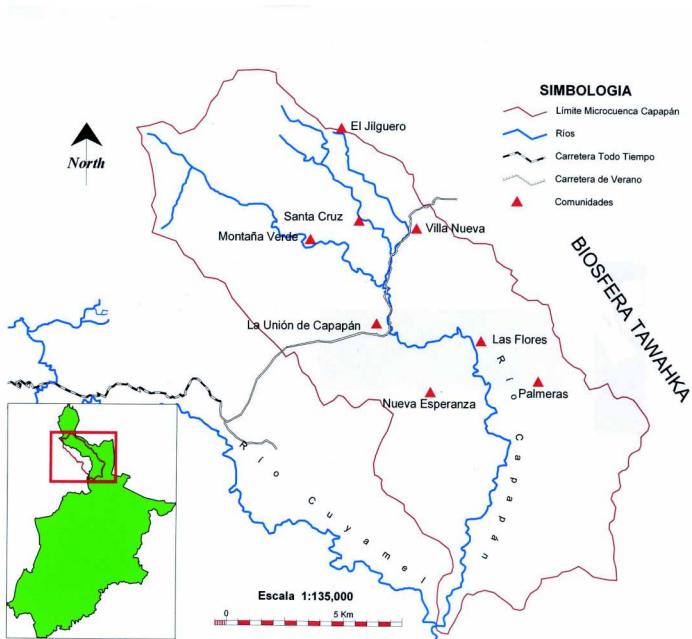 SIMBOLOGIA
Límite Microcuenca Capapán
Ríos
Carretera Todo Tiempo
Carretera de Verano
Comunidades
North
El Jilguero
Santa Cruz
Montaña Verde
Villa Nueva
BIOSFERA TAWAHKA
La Unión de Capapán
Las Flores
Palmeras
Nueva Esperanza
Río Capapán
Río Cuyamel
Escala 1:135,000
0 5 Km